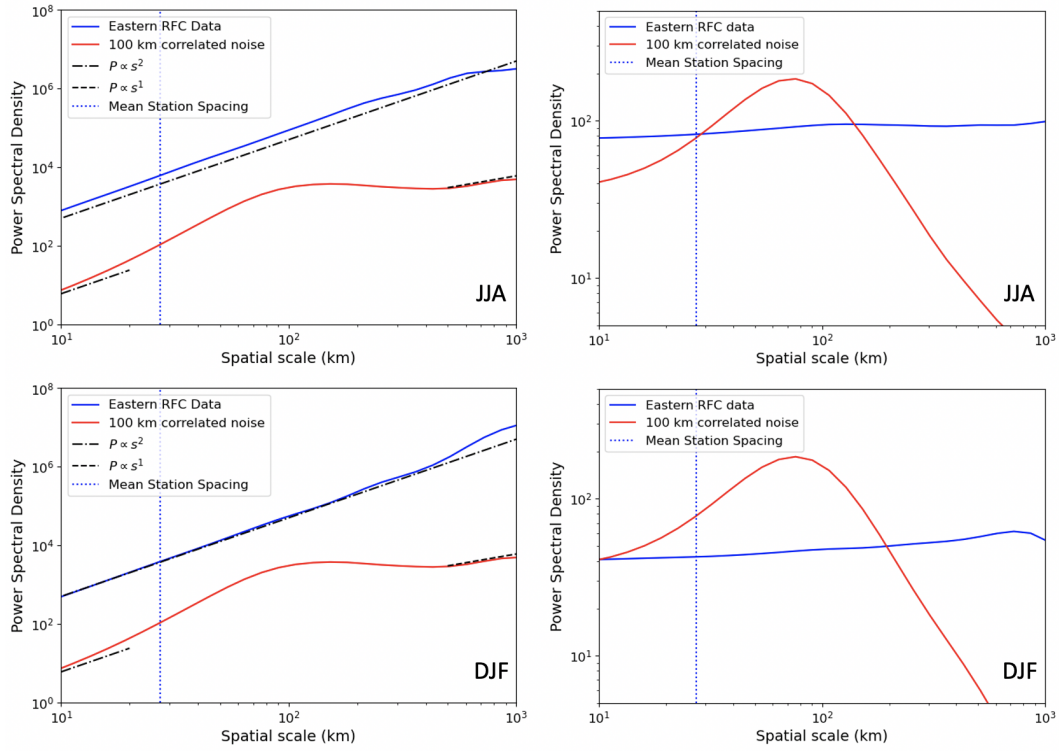 Eastern RFC Data
100 km correlated noise
P ∝ s²
P ∝ s¹
Mean Station Spacing
Power Spectral Density
10⁸
10⁶
10⁴
10²
10⁰
JJA
10¹ 10² 10³
Spatial scale (km)
Eastern RFC data
100 km correlated noise
Mean Station Spacing
Power Spectral Density
10²
10¹
JJA
10¹ 10² 10³
Spatial scale (km)
Eastern RFC Data
100 km correlated noise
P ∝ s²
P ∝ s¹
Mean Station Spacing
Power Spectral Density
10⁸
10⁶
10⁴
10²
10⁰
DJF
10¹ 10² 10³
Spatial scale (km)
Eastern RFC data
100 km correlated noise
Mean Station Spacing
Power Spectral Density
10²
10¹
DJF
10¹ 10² 10³
Spatial scale (km)